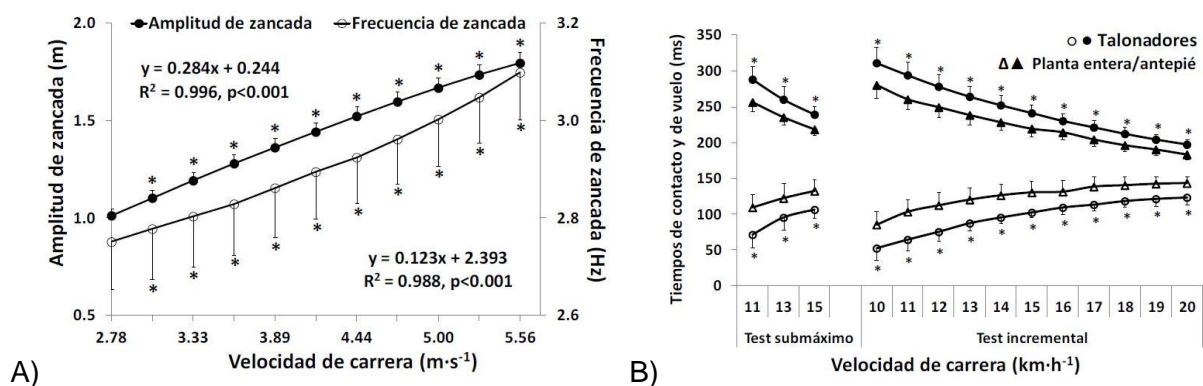 Amplitud de zancada
Frecuencia de zancada
Amplitud de zancada (m)
Frecuencia de zancada (Hz)
2.0
1.5
1.0
0.5
3.2
3.0
2.8
2.6
y = 0.284x + 0.244
R² = 0.996, p<0.001
y = 0.123x + 2.393
R² = 0.988, p<0.001
* * * * * * * * * *
* * * * * * * * * *
2.78 3.33 3.89 4.44 5.00 5.56
Velocidad de carrera (m·s⁻¹)
A)
Tiempos de contacto y de vuelo (ms)
350
300
250
200
150
100
50
0
Talonadores
Planta entera/antepié
* * * * * * * * * * * * * *
* * * * * * * * * * * * * *
11 13 15 10 11 12 13 14 15 16 17 18 19 20
Test submáximo Test incremental
Velocidad de carrera (km·h⁻¹)
B)